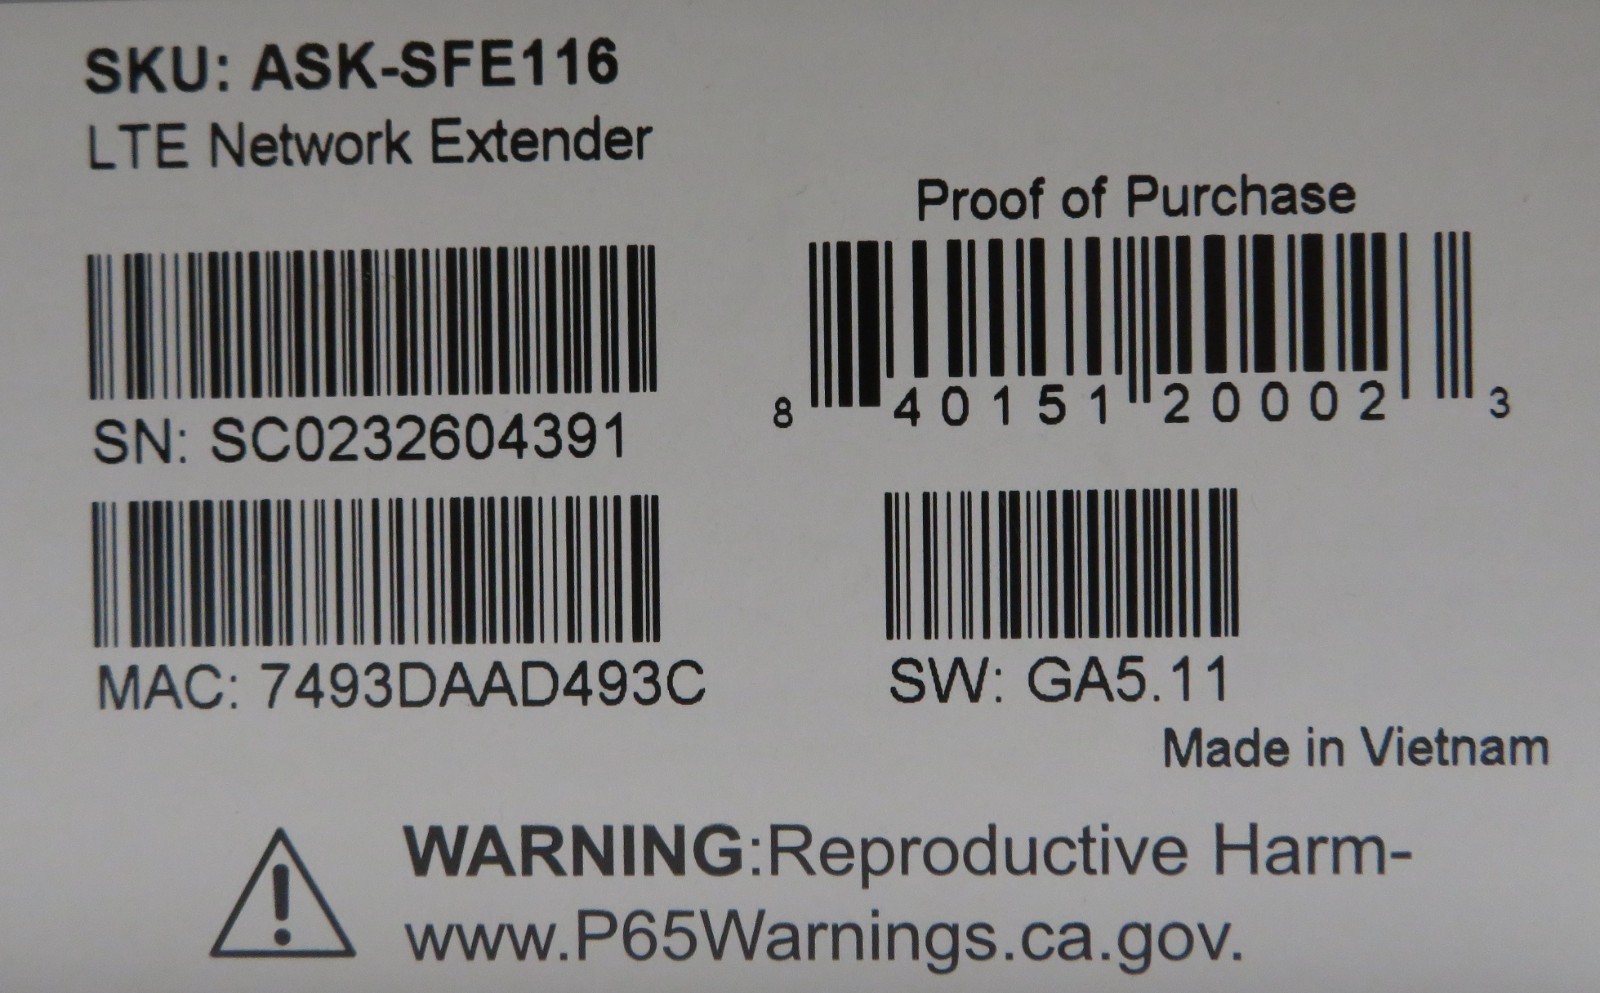 SKU: ASK-SFE116
LTE Network Extender
SN: SC0232604391
MAC: 7493DAAD493C
Proof of Purchase
8 40151 20002 3
SW: GA5.11
Made in Vietnam
WARNING:Reproductive Harm-
www.P65Warnings.ca.gov.